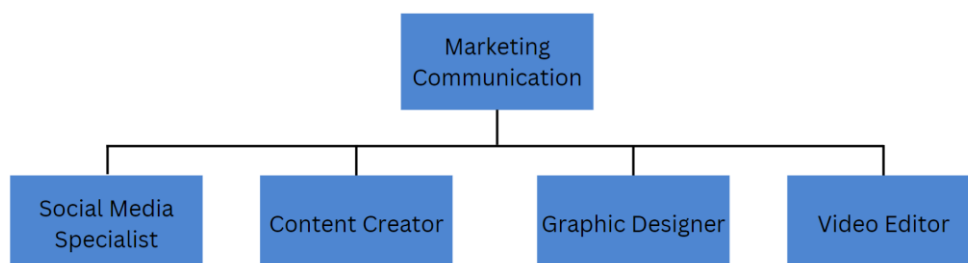 Marketing
Communication
Social Media
Specialist
Content Creator
Graphic Designer
Video Editor